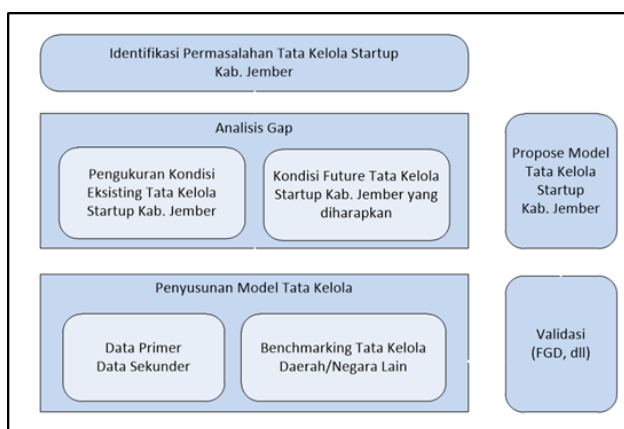 Identifikasi Permasalahan Tata Kelola Startup
Kab. Jember
Analisis Gap
Pengukuran Kondisi
Eksisting Tata Kelola
Startup Kab. Jember
Kondisi Future Tata Kelola
Startup Kab. Jember yang
diharapkan
Propose Model
Tata Kelola
Startup
Kab. Jember
Penyusunan Model Tata Kelola
Data Primer
Data Sekunder
Benchmarking Tata Kelola
Daerah/Negara Lain
Validasi
(FGD, dll)